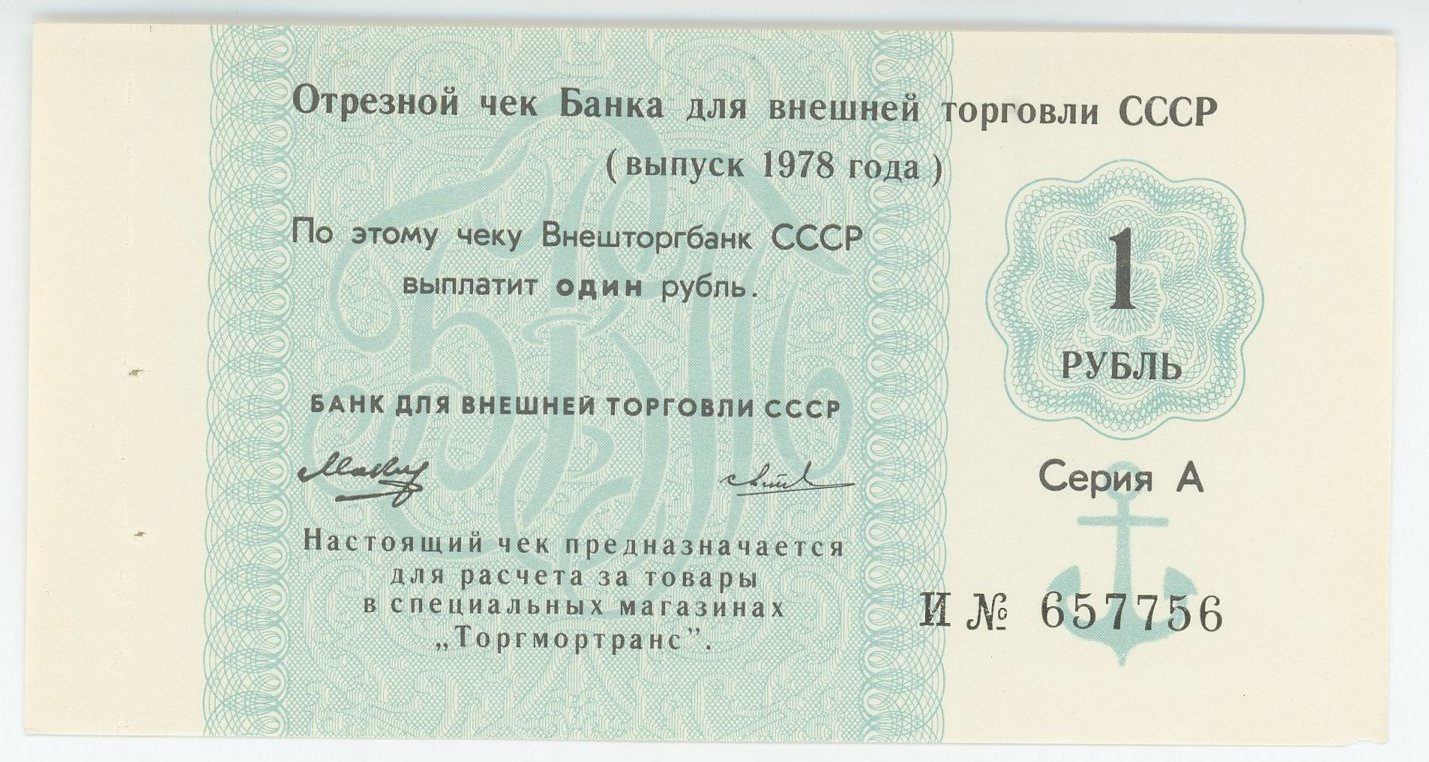 Отрезной чек Банка для внешней торговли СССР
(выпуск 1978 года)
По этому чеку Внешторгбанк СССР
выплатит один рубль.
1
РУБЛЬ
БАНК ДЛЯ ВНЕШНЕЙ ТОРГОВЛИ СССР
Серия А
Настоящий чек предназначается
для расчета за товары
в специальных магазинах
„Торгмортранс”.
И № 657756